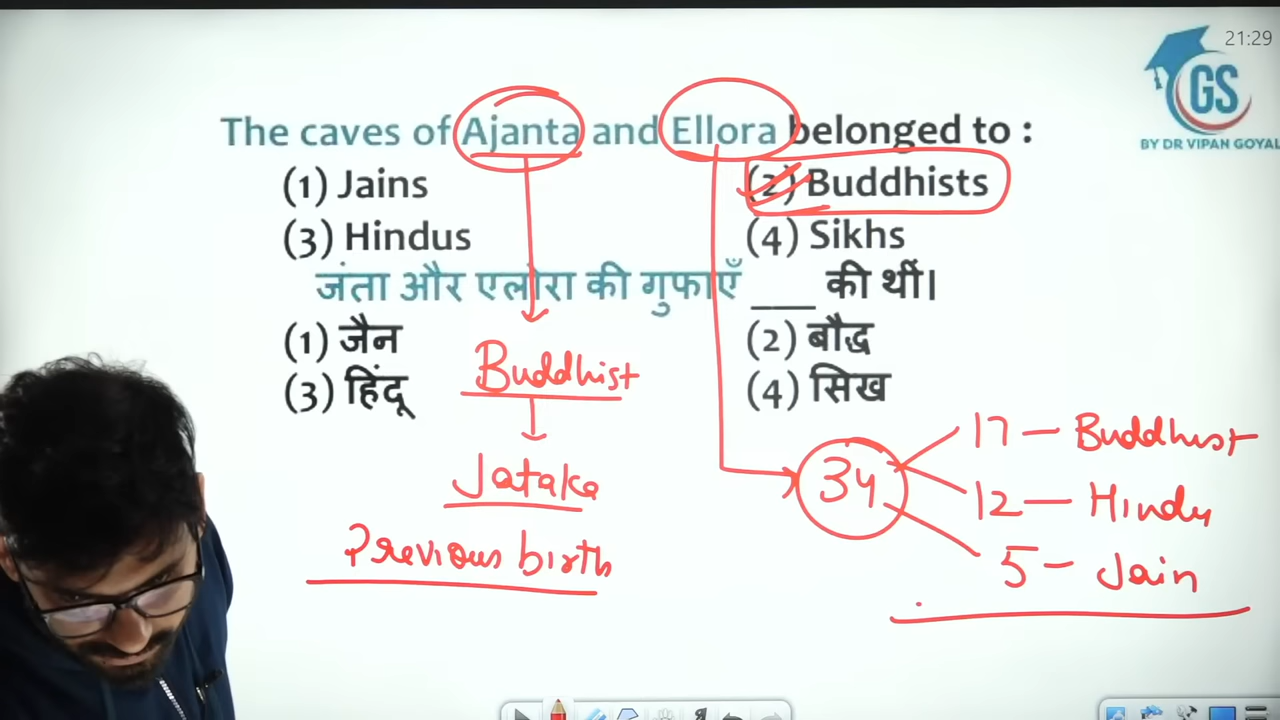 21:29
GS
BY DR VIPAN GOYAL
The caves of Ajanta and Ellora belonged to :
(1) Jains
(2) Buddhists
(3) Hindus
(4) Sikhs
जंता और एलोरा की गुफाएँ ____ की थीं।
(1) जैन
(2) बौद्ध
(3) हिंदू
(4) सिख
Buddhist
Jataka
Previous birth
34
17 – Buddhist
12 – Hindu
5 – Jain